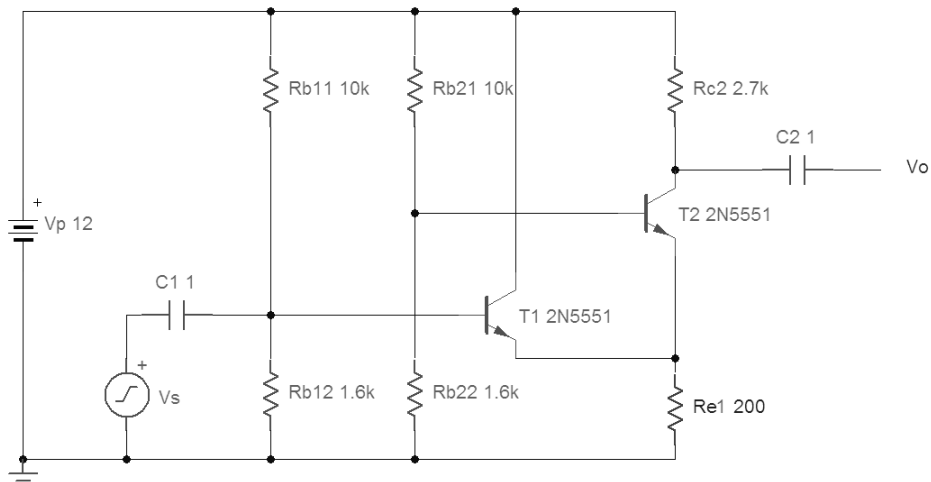 Rb11 10k
Rb21 10k
Rc2 2.7k
C2 1
Vo
+
Vp 12
T2 2N5551
C1 1
T1 2N5551
+
Vs
Rb12 1.6k
Rb22 1.6k
Re1 200